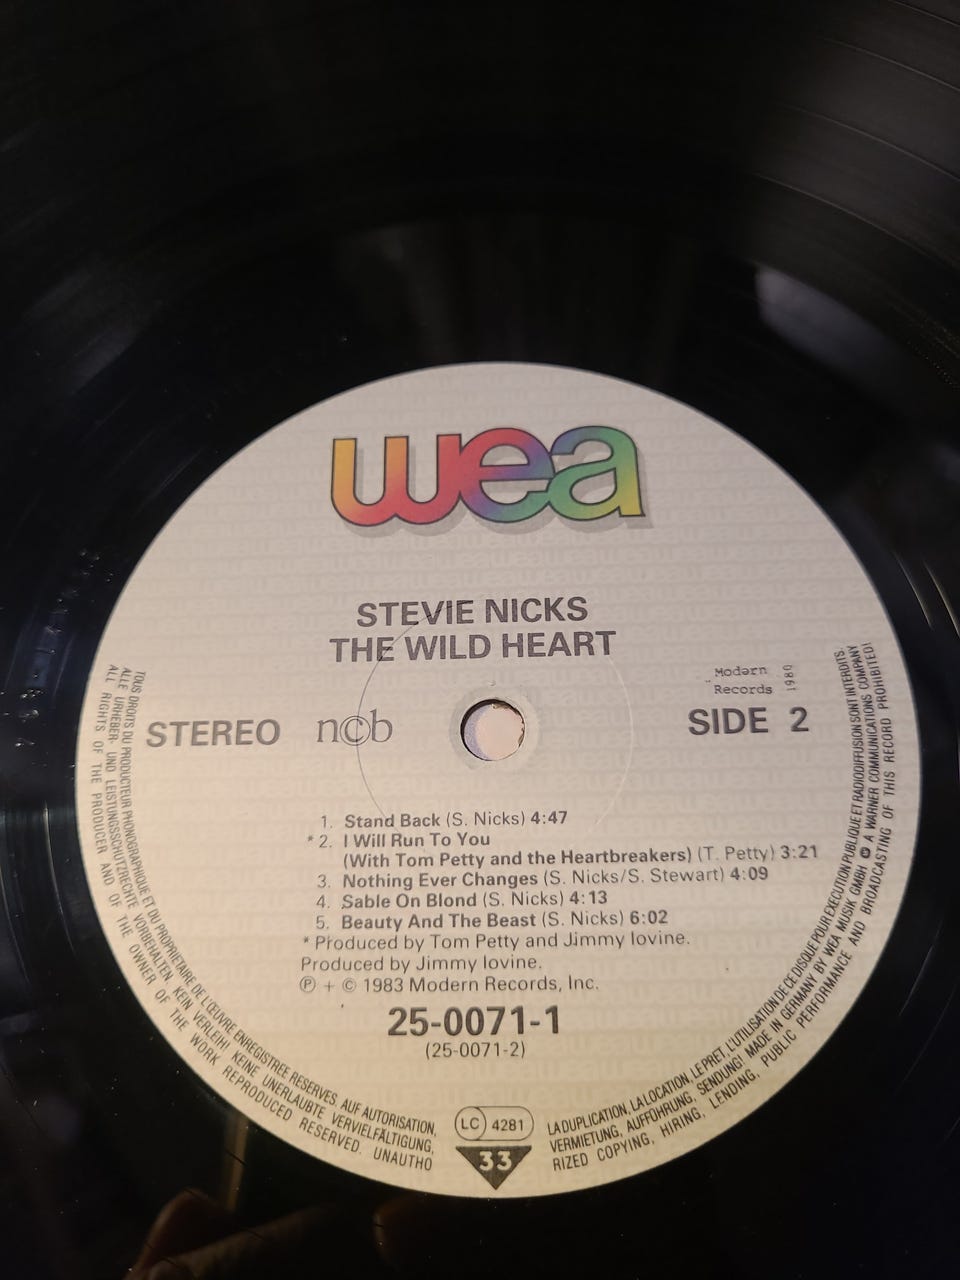 wea
STEVIE NICKS
THE WILD HEART
Modern
Records
1980
STEREO
n©b
SIDE 2
1. Stand Back (S. Nicks) 4:47
* 2. I Will Run To You
(With Tom Petty and the Heartbreakers) (T. Petty) 3:21
3. Nothing Ever Changes (S. Nicks/S. Stewart) 4:09
4. Sable On Blond (S. Nicks) 4:13
5. Beauty And The Beast (S. Nicks) 6:02
* Produced by Tom Petty and Jimmy Iovine.
Produced by Jimmy Iovine.
℗ + © 1983 Modern Records, Inc.
25-0071-1
(25-0071-2)
LC 4281
33
TOUS DROITS DU PRODUCTEUR PHONOGRAPHIQUE ET DU PROPRIETAIRE DE L'ŒUVRE ENREGISTREE RESERVES. AUF AUTORISATION, LA DUPLICATION, LA LOCATION, LE PRET, L'UTILISATION DE CE DISQUE POUR EXECUTION PUBLIQUE ET RADIODIFFUSION SONT INTERDITS.
ALLE URHEBER- UND LEISTUNGSSCHUTZRECHTE VORBEHALTEN. KEIN VERLEIH! KEINE UNERLAUBTE VERVIELFÄLTIGUNG, VERMIETUNG, AUFFÜHRUNG, SENDUNG! MADE IN GERMANY BY WEA MUSIK GMBH A WARNER COMMUNICATIONS COMPANY
ALL RIGHTS OF THE PRODUCER AND OF THE OWNER OF THE WORK REPRODUCED RESERVED. UNAUTHORIZED COPYING, HIRING, LENDING, PUBLIC PERFORMANCE AND BROADCASTING OF THIS RECORD PROHIBITED!